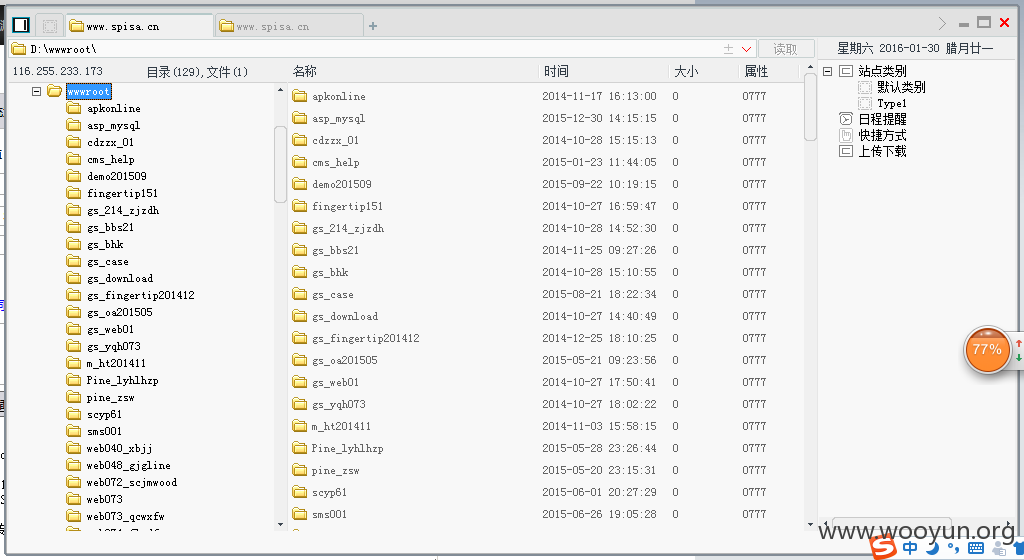 www.spisa.cn
www.spisa.cn
D:\wwwroot\
读取
星期六 2016-01-30 腊月廿一
116.255.233.173 目录(129),文件(1)
名称 时间 大小 属性
wwwroot
apkonline
asp_mysql
cdzzx_01
cms_help
demo201509
fingertip151
gs_214_zjzdh
gs_bbs21
gs_bhk
gs_case
gs_download
gs_fingertip201412
gs_oa201505
gs_web01
gs_yqh073
m_ht201411
Pine_lyhlhzp
pine_zsw
scyp61
sms001
web040_xbjj
web048_gjgline
web072_scjmwood
web073
web073_qcwxfw
apkonline 2014-11-17 16:13:00 0 0777
asp_mysql 2015-12-30 14:15:15 0 0777
cdzzx_01 2014-10-28 15:15:13 0 0777
cms_help 2015-01-23 11:44:05 0 0777
demo201509 2015-09-22 10:19:15 0 0777
fingertip151 2014-10-27 16:59:47 0 0777
gs_214_zjzdh 2014-10-28 14:52:30 0 0777
gs_bbs21 2014-11-25 09:27:26 0 0777
gs_bhk 2014-10-28 15:10:55 0 0777
gs_case 2015-08-21 18:22:34 0 0777
gs_download 2014-10-27 14:40:49 0 0777
gs_fingertip201412 2014-12-25 18:10:25 0 0777
gs_oa201505 2015-05-21 09:23:56 0 0777
gs_web01 2014-10-27 17:50:41 0 0777
gs_yqh073 2014-10-27 18:02:22 0 0777
m_ht201411 2014-11-03 15:58:15 0 0777
Pine_lyhlhzp 2015-05-28 23:26:44 0 0777
pine_zsw 2015-05-20 23:15:31 0 0777
scyp61 2015-06-01 20:27:29 0 0777
sms001 2015-06-26 19:05:28 0 0777
站点类别
默认类别
Type1
日程提醒
快捷方式
上传下载
77%
www.wooyun.org
中